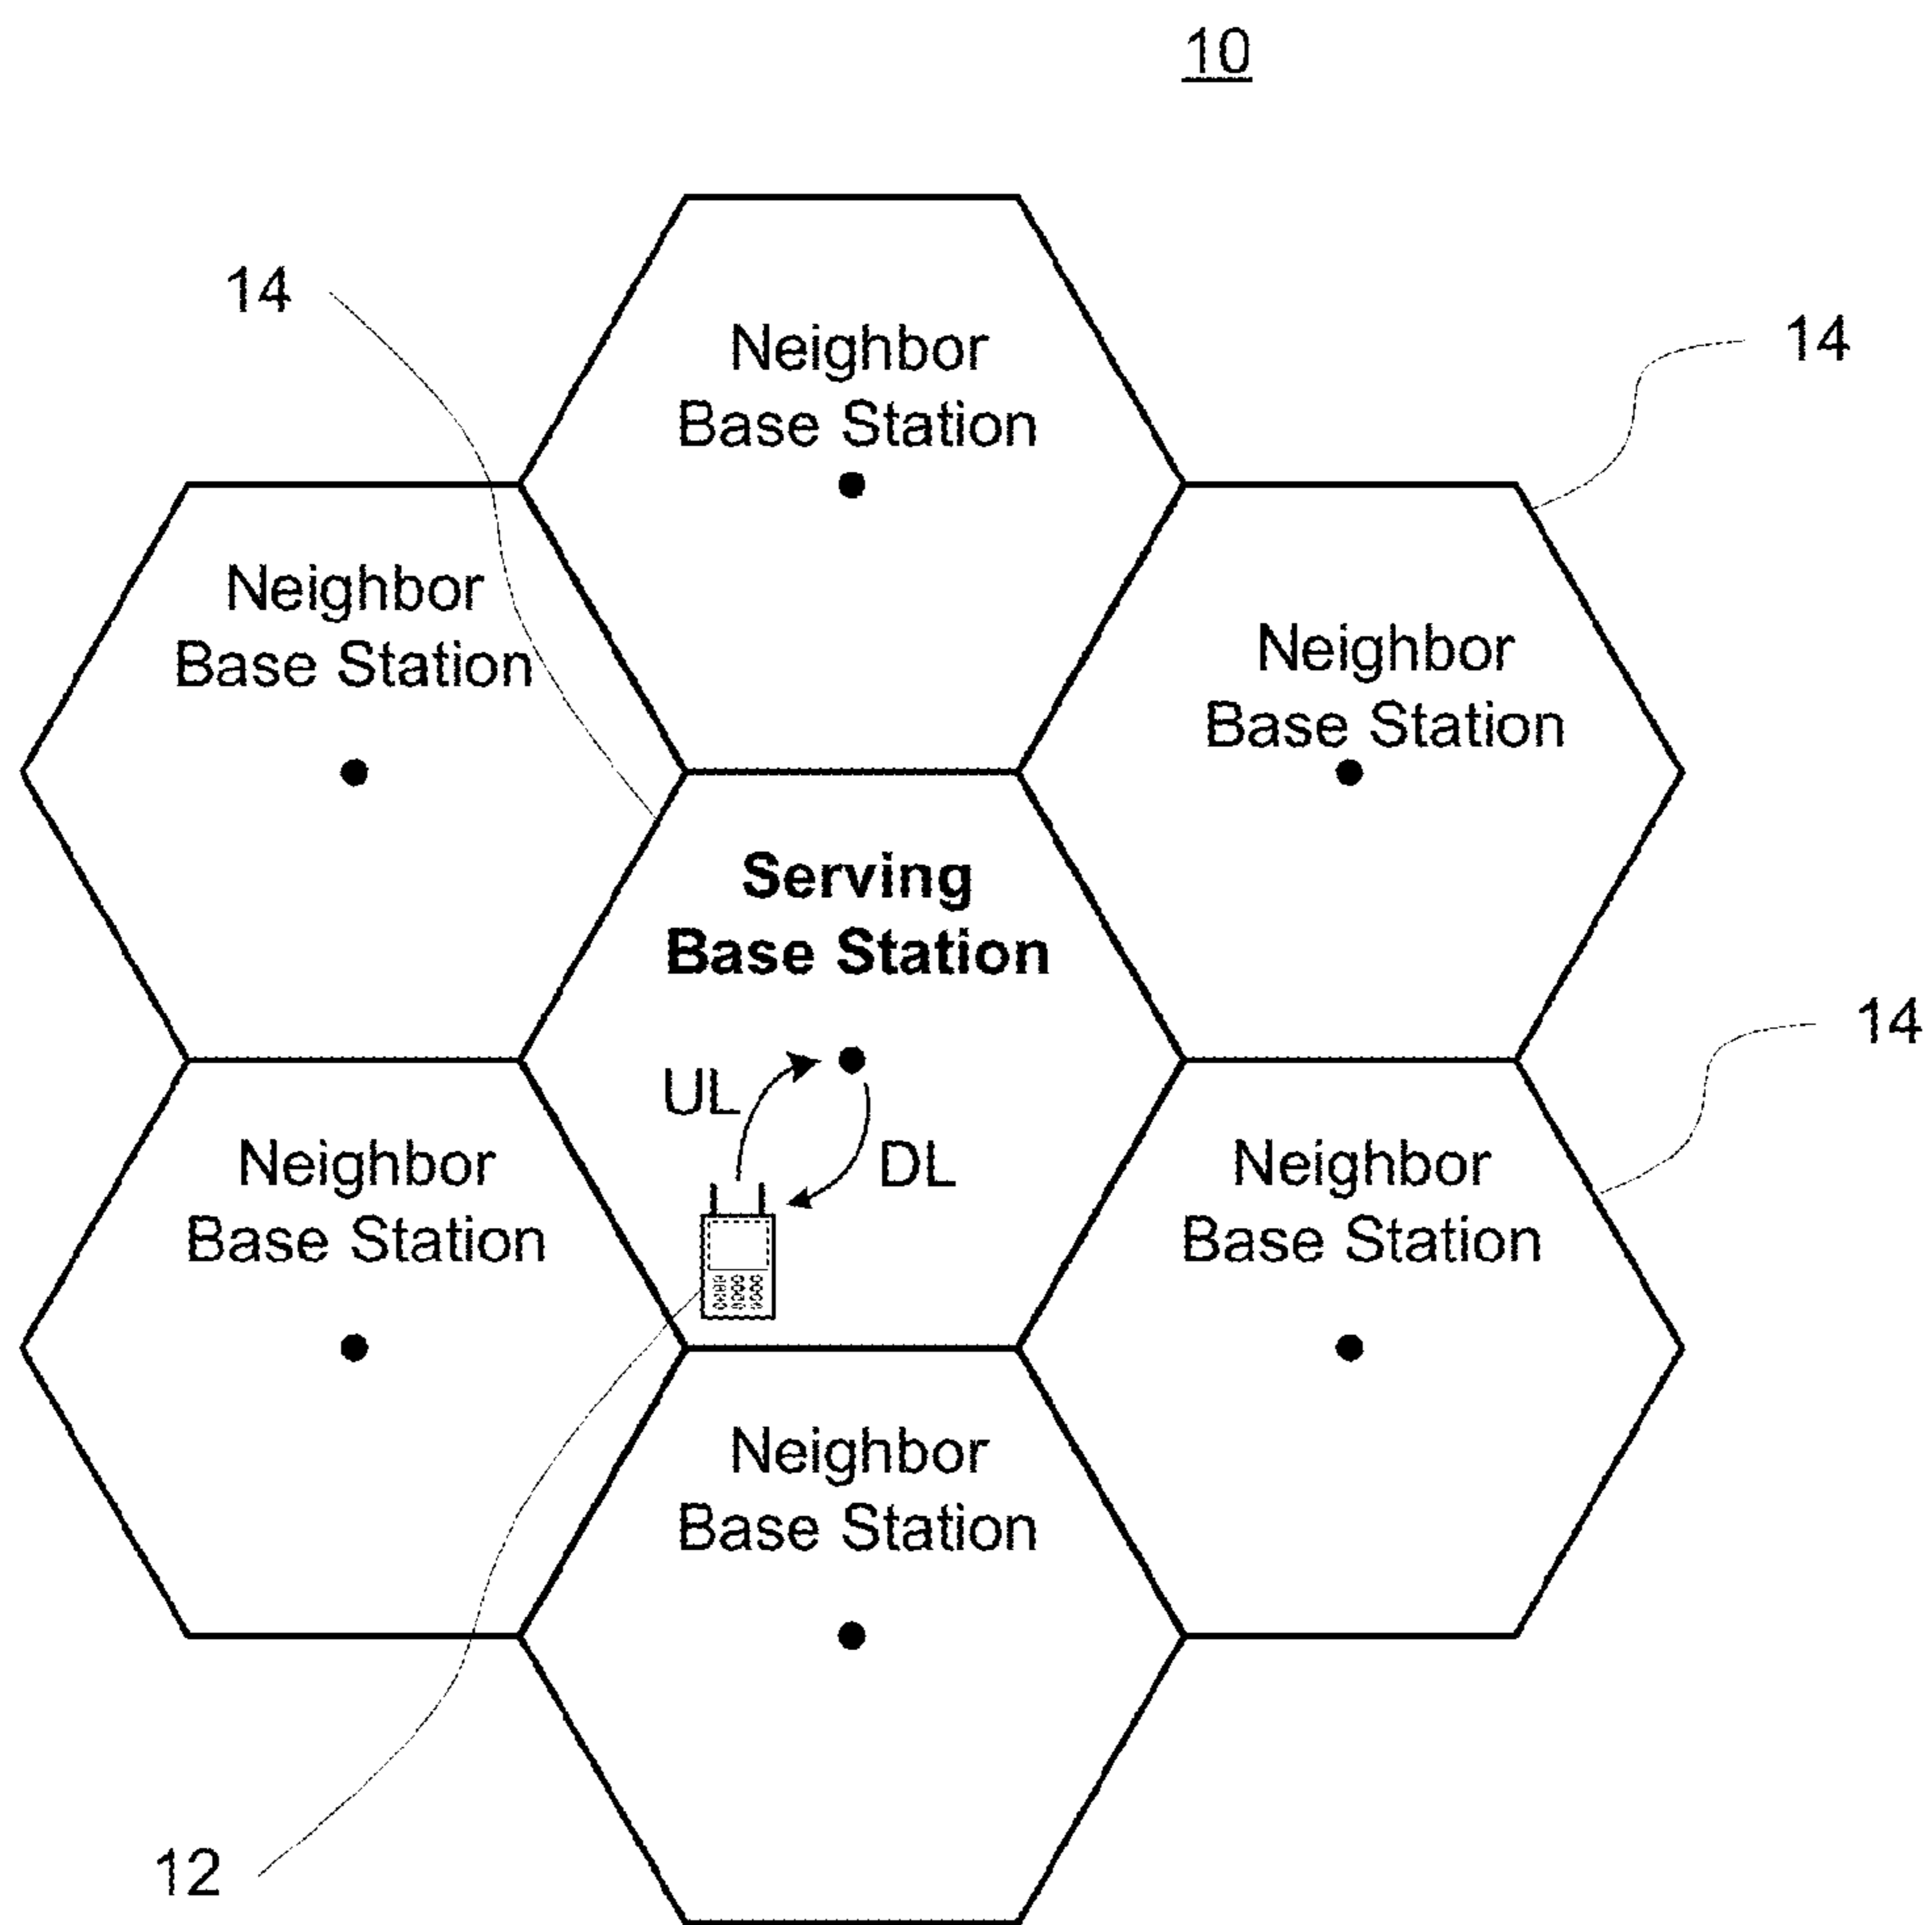 10
14
14
Neighbor
Base Station
Neighbor
Base Station
Neighbor
Base Station
Serving
Base Station
14
UL
DL
Neighbor
Base Station
Neighbor
Base Station
Neighbor
Base Station
12